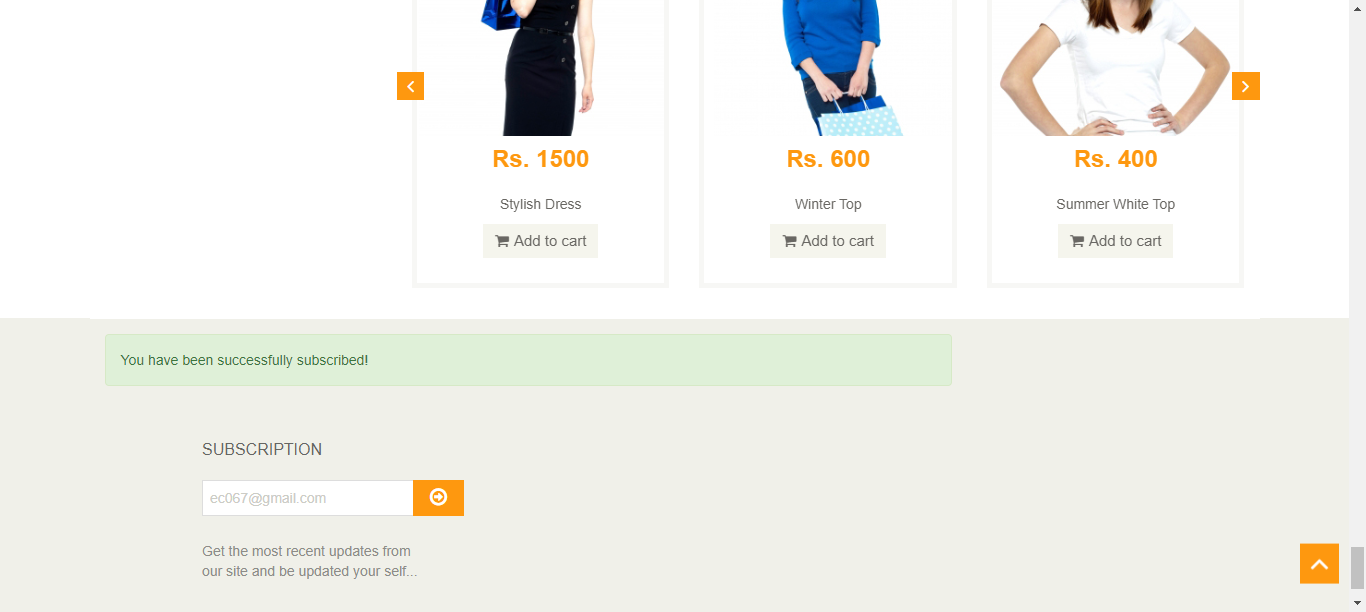 Rs. 1500
Rs. 600
Rs. 400
Stylish Dress
Winter Top
Summer White Top
Add to cart
Add to cart
Add to cart
You have been successfully subscribed!
SUBSCRIPTION
ec067@gmail.com
Get the most recent updates from
our site and be updated your self...